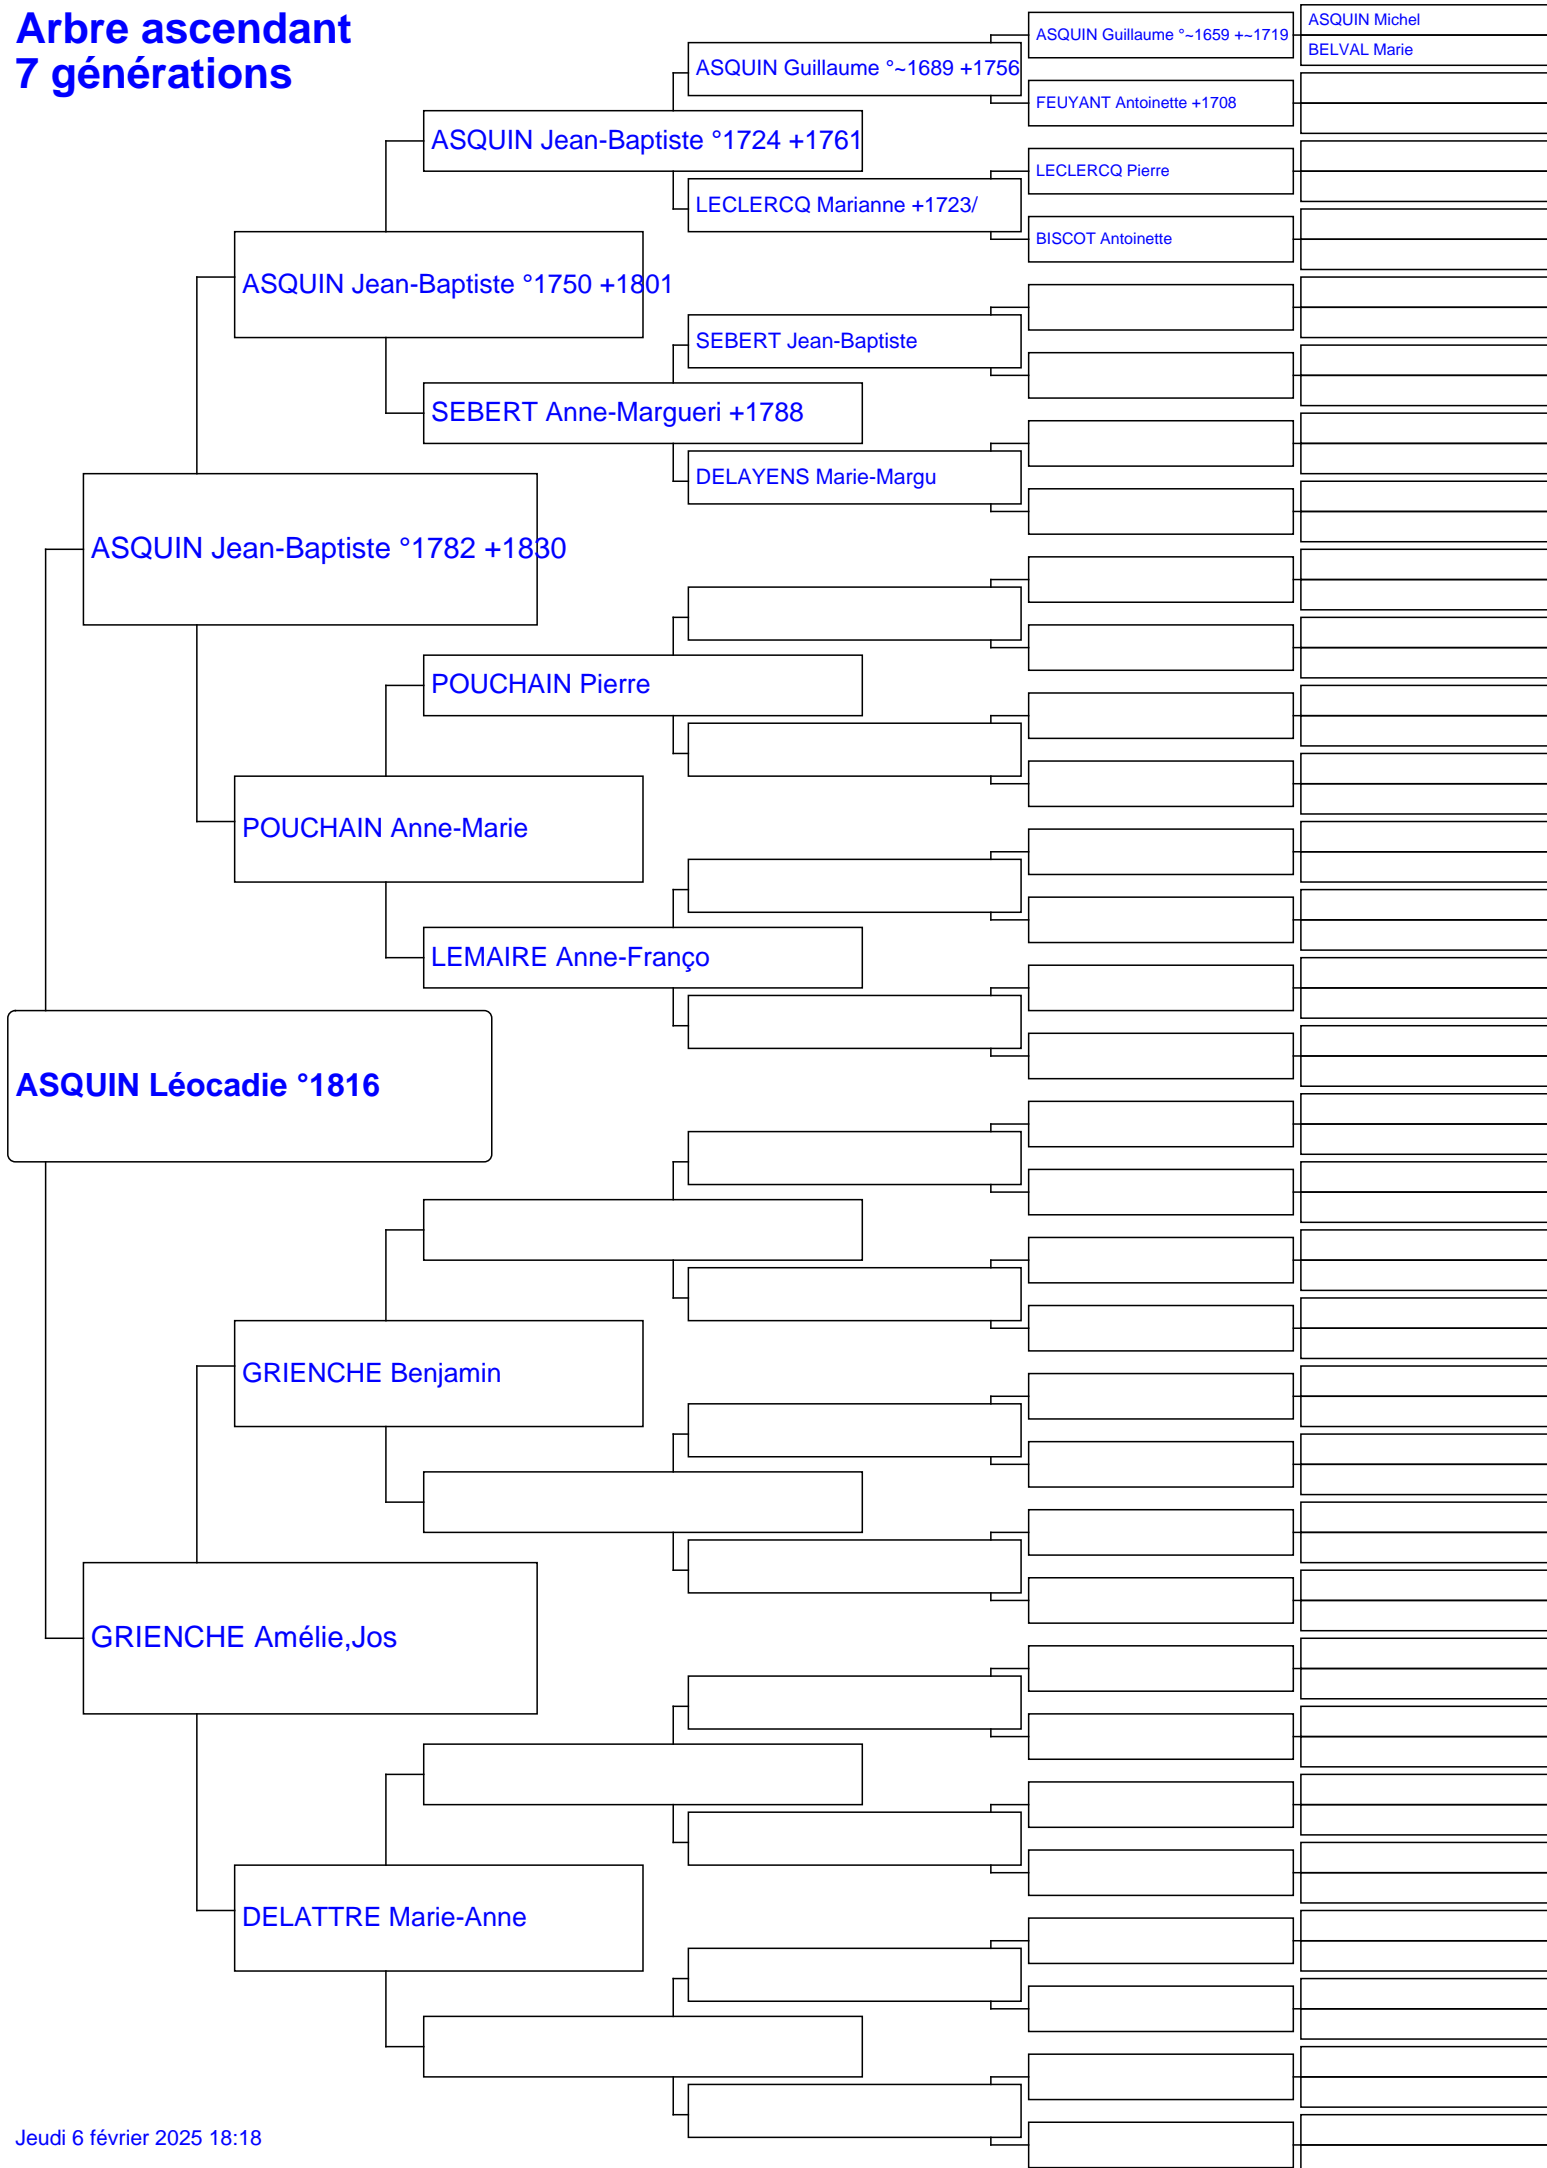 Arbre ascendant
7 générations
ASQUIN Michel
BELVAL Marie
ASQUIN Guillaume °~1659 +~1719
ASQUIN Guillaume °~1689 +1756
FEUYANT Antoinette +1708
ASQUIN Jean-Baptiste °1724 +1761
LECLERCQ Pierre
LECLERCQ Marianne +1723/
BISCOT Antoinette
ASQUIN Jean-Baptiste °1750 +1801
SEBERT Jean-Baptiste
SEBERT Anne-Margueri +1788
DELAYENS Marie-Margu
ASQUIN Jean-Baptiste °1782 +1830
POUCHAIN Pierre
POUCHAIN Anne-Marie
LEMAIRE Anne-Franço
ASQUIN Léocadie °1816
GRIENCHE Benjamin
GRIENCHE Amélie,Jos
DELATTRE Marie-Anne
Jeudi 6 février 2025 18:18